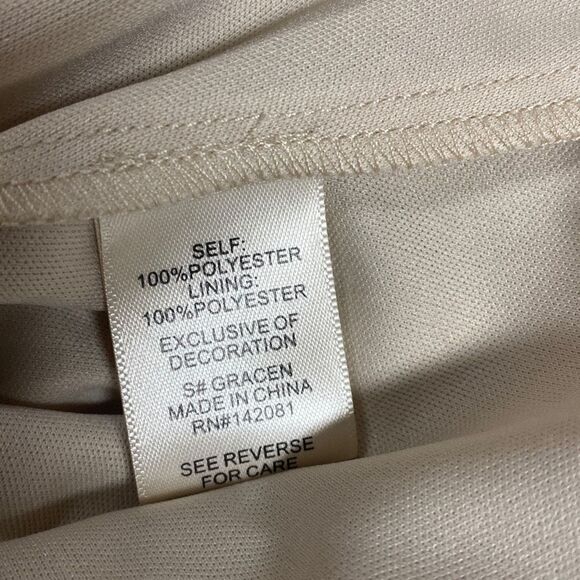 SELF:
100%POLYESTER
LINING:
100%POLYESTER
EXCLUSIVE OF
DECORATION
S# GRACEN
MADE IN CHINA
RN#142081
SEE REVERSE
FOR CARE